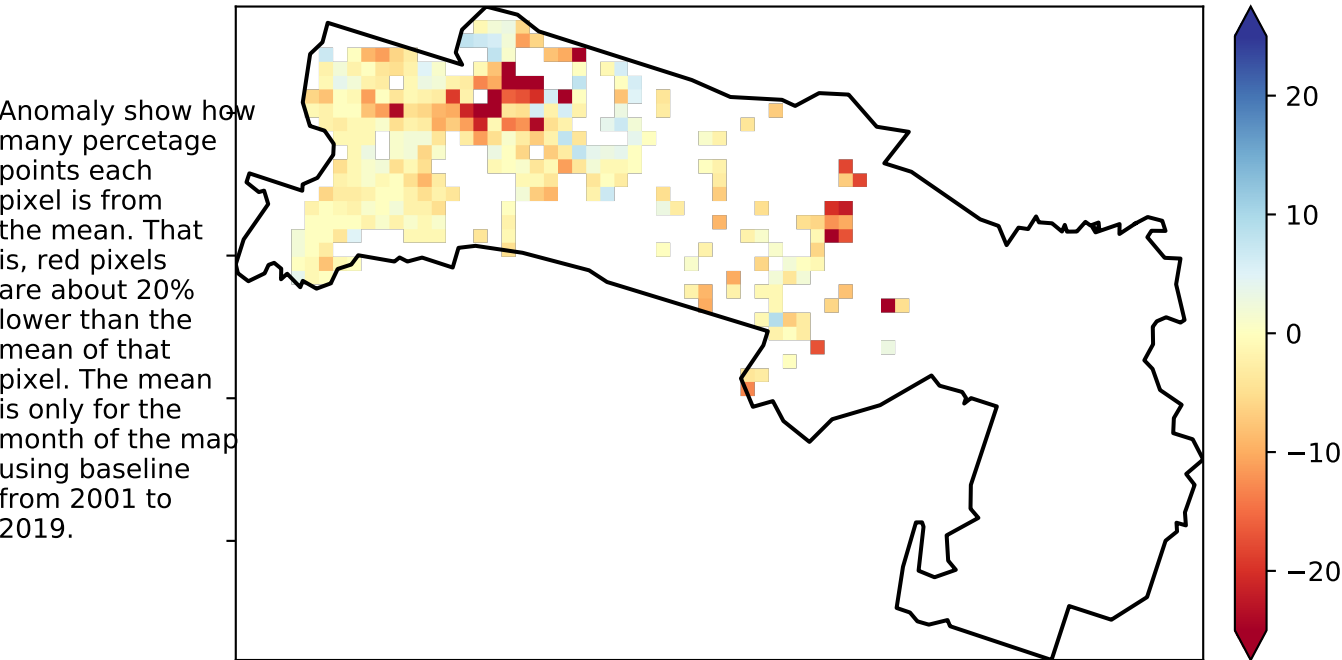 Anomaly show how
many percetage
points each
pixel is from
the mean. That
is, red pixels
are about 20%
lower than the
mean of that
pixel. The mean
is only for the
month of the map
using baseline
from 2001 to
2019.
20
10
0
−10
−20